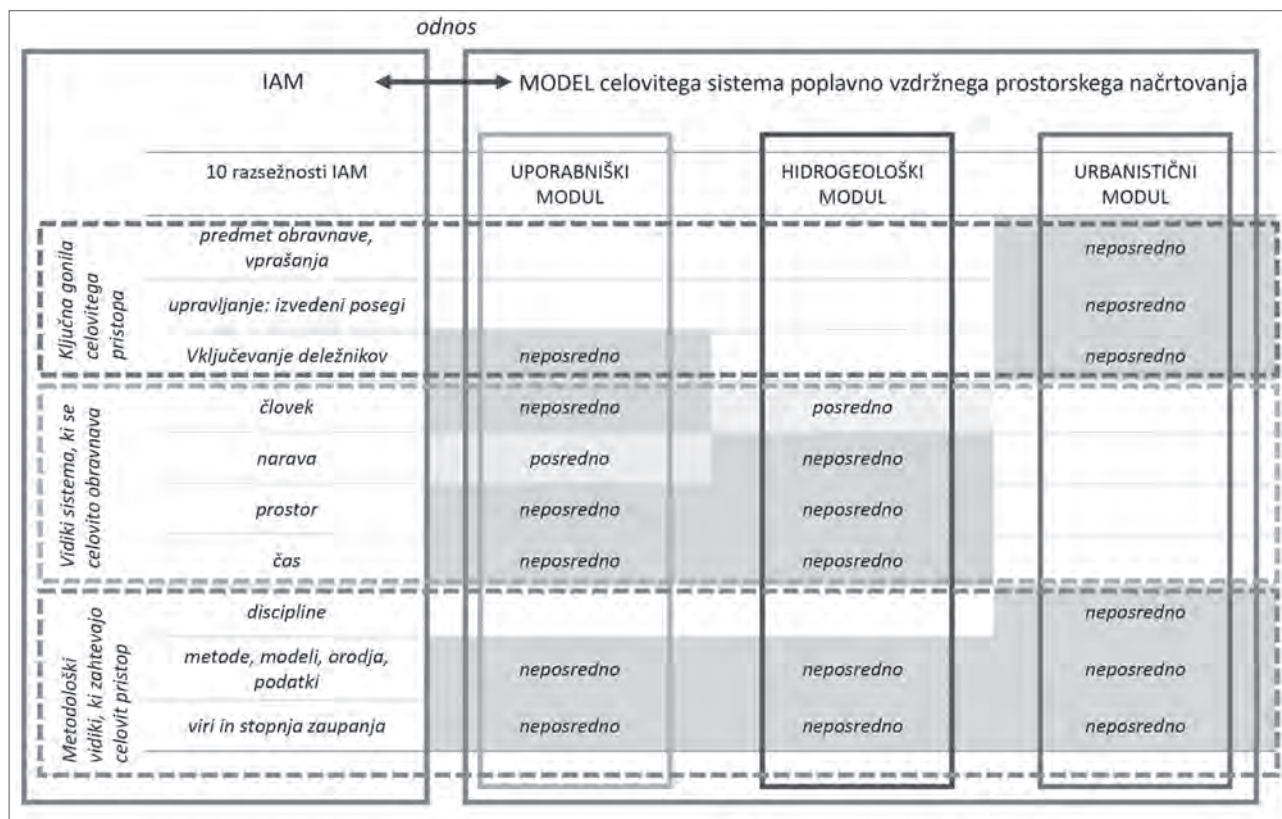 odnos
IAM
MODEL celovitega sistema poplavno vzdržnega prostorskega načrtovanja
10 razsežnosti IAM
UPORABNIŠKI
MODUL
HIDROGEOLOŠKI
MODUL
URBANISTIČNI
MODUL
Ključna gonila
celovitega
pristopa
predmet obravnave,
vprašanja
neposredno
upravljanje: izvedeni posegi
neposredno
Vključevanje deležnikov
neposredno
neposredno
Vidiki sistema, ki se
celovito obravnava
človek
neposredno
posredno
narava
posredno
neposredno
prostor
neposredno
neposredno
čas
neposredno
neposredno
Metodološki
vidiki, ki zahtevajo
celovit pristop
discipline
neposredno
metode, modeli, orodja,
podatki
neposredno
neposredno
neposredno
viri in stopnja zaupanja
neposredno
neposredno
neposredno